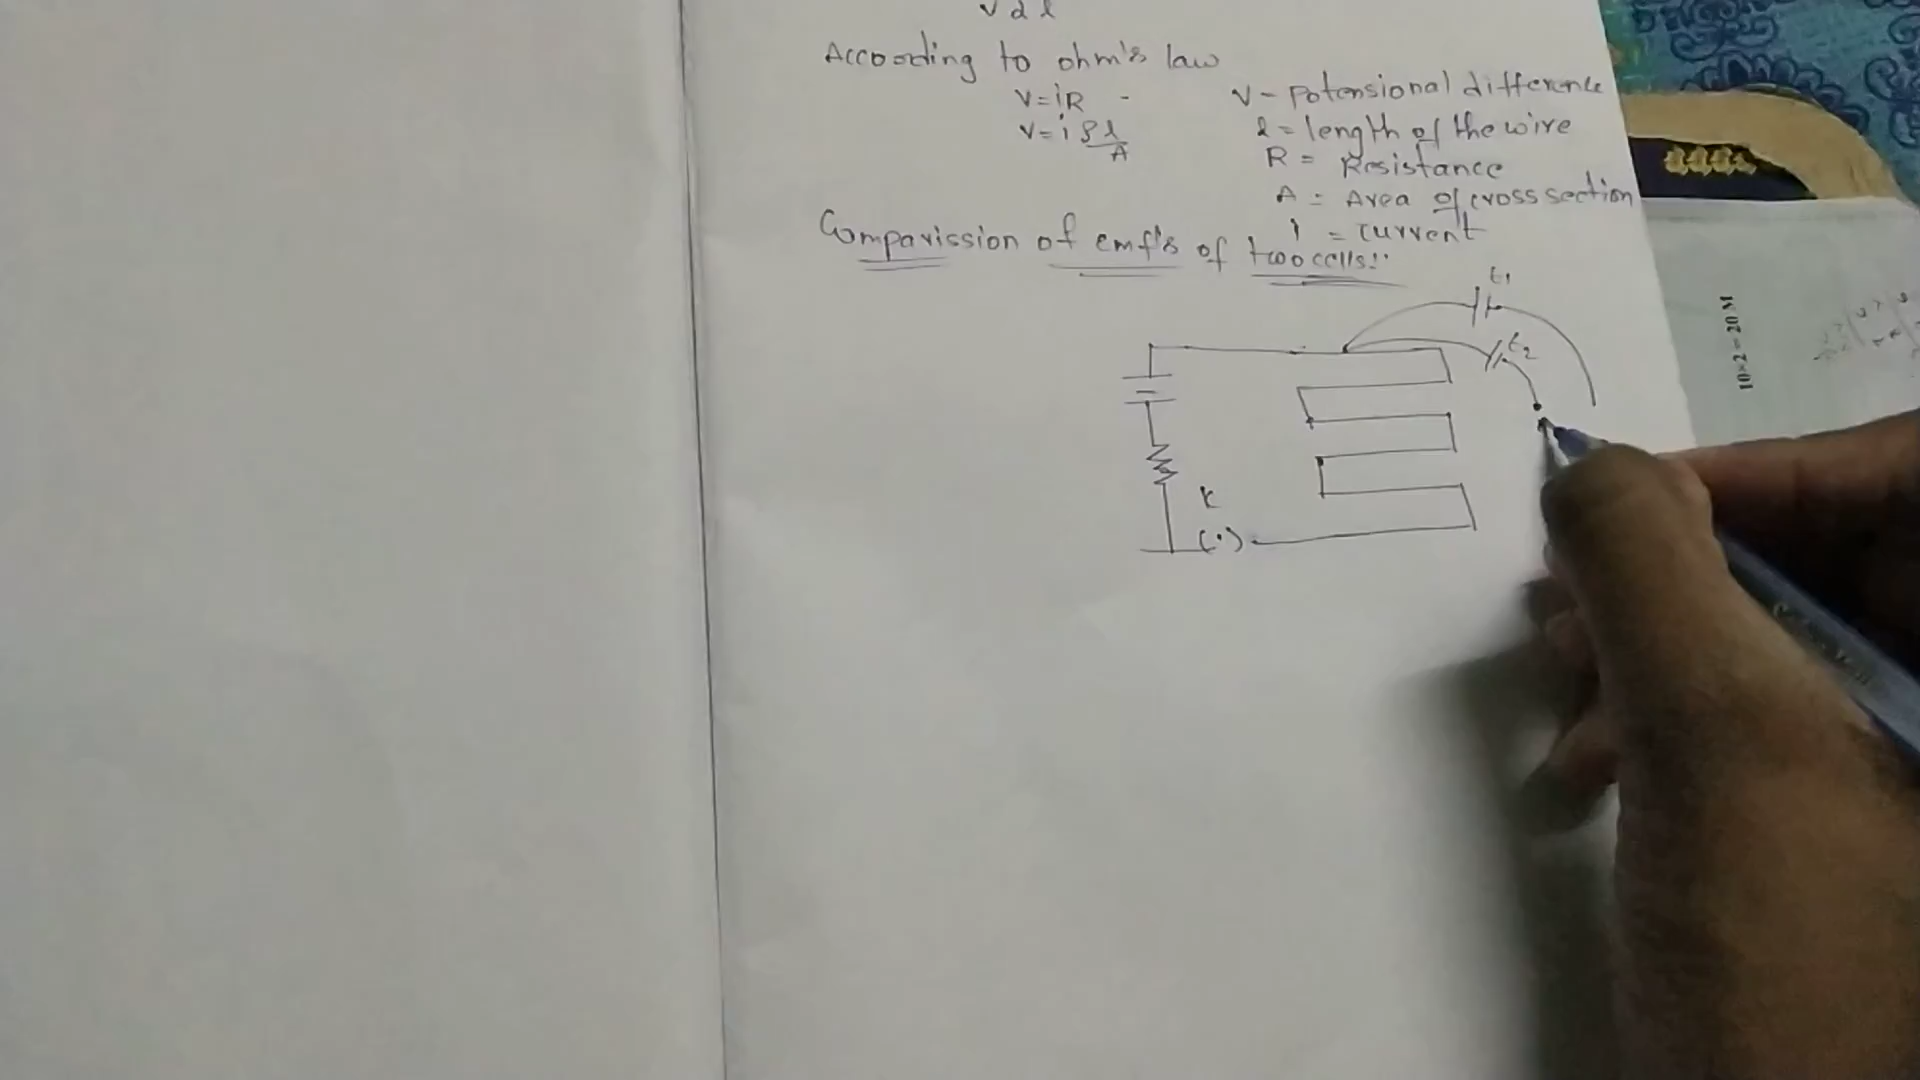 V α l
Accoording to ohm's law
V=iR -
V - Potensional difference
V= i ρl/A
l = length of the wire
R = Resistance
A = Area of cross section
i = current
Comparission of emf's of two cells:-
E1
E2
K
(.)
10×2=20 M